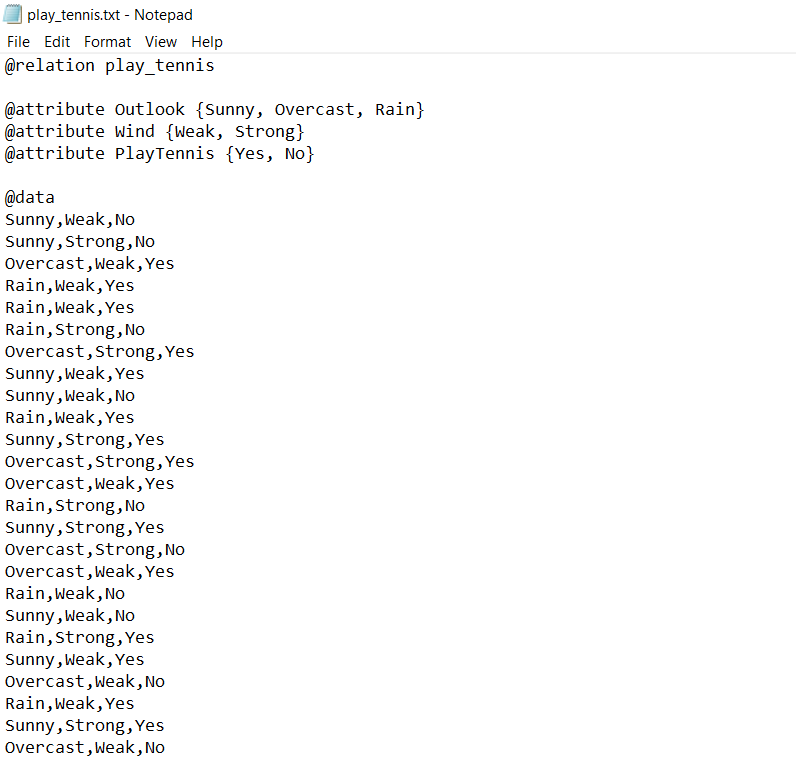 play_tennis.txt - Notepad
File Edit Format View Help
@relation play_tennis
@attribute Outlook {Sunny, Overcast, Rain}
@attribute Wind {Weak, Strong}
@attribute PlayTennis {Yes, No}
@data
Sunny,Weak,No
Sunny,Strong,No
Overcast,Weak,Yes
Rain,Weak,Yes
Rain,Weak,Yes
Rain,Strong,No
Overcast,Strong,Yes
Sunny,Weak,Yes
Sunny,Weak,No
Rain,Weak,Yes
Sunny,Strong,Yes
Overcast,Strong,Yes
Overcast,Weak,Yes
Rain,Strong,No
Sunny,Strong,Yes
Overcast,Strong,No
Overcast,Weak,Yes
Rain,Weak,No
Sunny,Weak,No
Rain,Strong,Yes
Sunny,Weak,Yes
Overcast,Weak,No
Rain,Weak,Yes
Sunny,Strong,Yes
Overcast,Weak,No